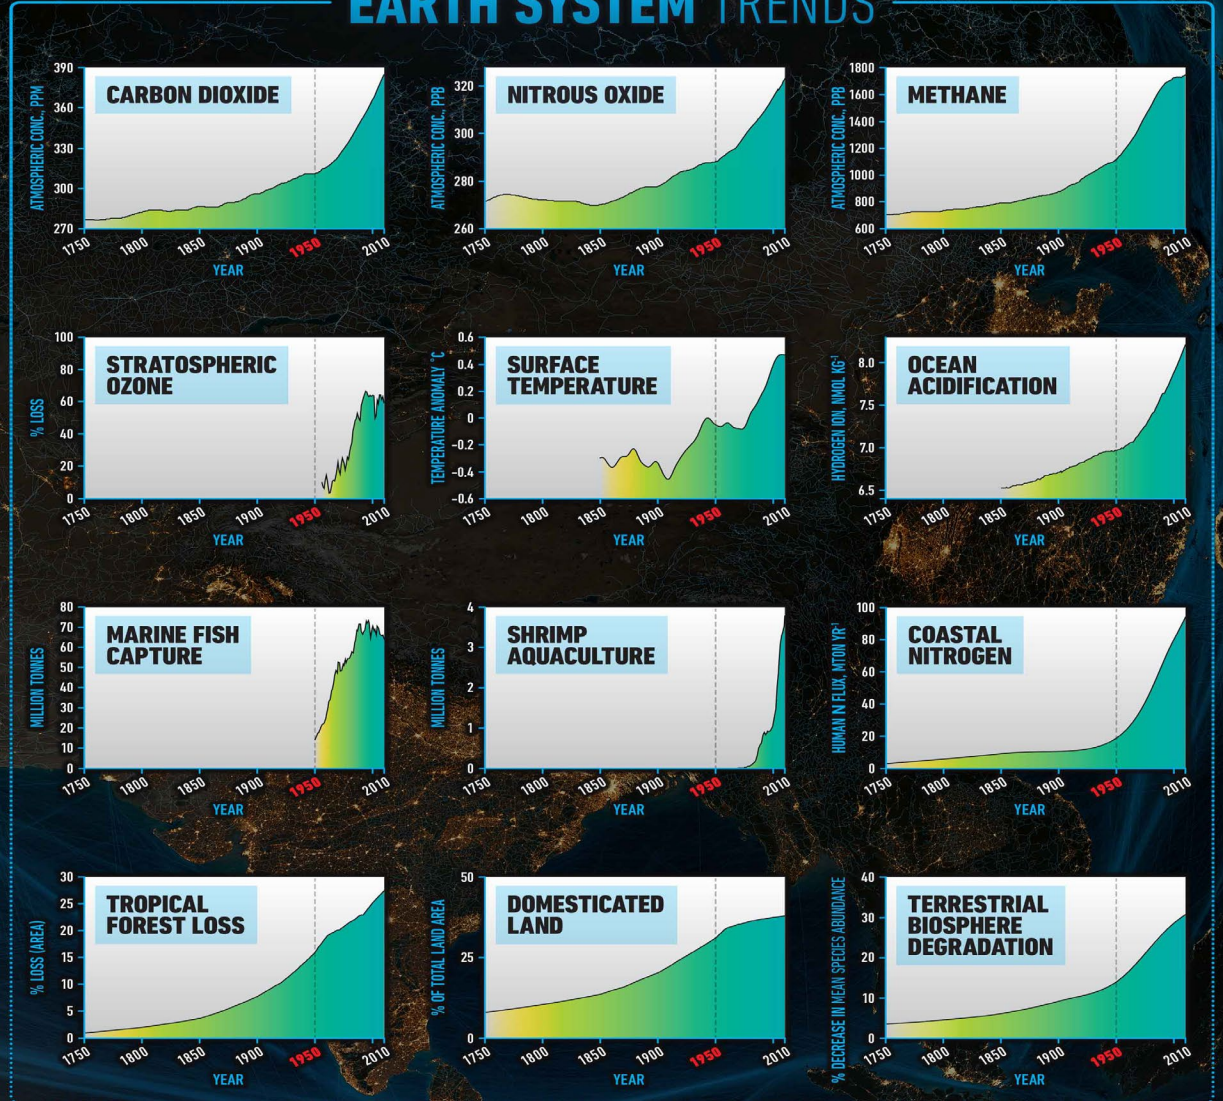 EARTH SYSTEM TRENDS
CARBON DIOXIDE
ATMOSPHERIC CONC., PPM
390
360
330
300
270
1750 1800 1850 1900 1950 2010
YEAR
NITROUS OXIDE
ATMOSPHERIC CONC., PPB
320
300
280
260
1750 1800 1850 1900 1950 2010
YEAR
METHANE
ATMOSPHERIC CONC., PPB
1800
1600
1400
1200
1000
800
600
1750 1800 1850 1900 1950 2010
YEAR
STRATOSPHERIC
OZONE
% LOSS
100
80
60
40
20
0
1750 1800 1850 1900 1950 2010
YEAR
SURFACE
TEMPERATURE
TEMPERATURE ANOMALY °C
0.6
0.4
0.2
0
-0.2
-0.4
-0.6
1750 1800 1850 1900 1950 2010
YEAR
OCEAN
ACIDIFICATION
HYDROGEN ION, NMOL KG-1
8.0
7.5
7.0
6.5
1750 1800 1850 1900 1950 2010
YEAR
MARINE FISH
CAPTURE
MILLION TONNES
80
70
60
50
40
30
20
10
0
1750 1800 1850 1900 1950 2010
YEAR
SHRIMP
AQUACULTURE
MILLION TONNES
4
3
2
1
0
1750 1800 1850 1900 1950 2010
YEAR
COASTAL
NITROGEN
HUMAN N FLUX, MTON YR-1
100
80
60
40
20
0
1750 1800 1850 1900 1950 2010
YEAR
TROPICAL
FOREST LOSS
% LOSS (AREA)
30
25
20
15
10
5
0
1750 1800 1850 1900 1950 2010
YEAR
DOMESTICATED
LAND
% OF TOTAL LAND AREA
50
25
0
1750 1800 1850 1900 1950 2010
YEAR
TERRESTRIAL
BIOSPHERE
DEGRADATION
% DECREASE IN MEAN SPECIES ABUNDANCE
40
30
20
10
0
1750 1800 1850 1900 1950 2010
YEAR